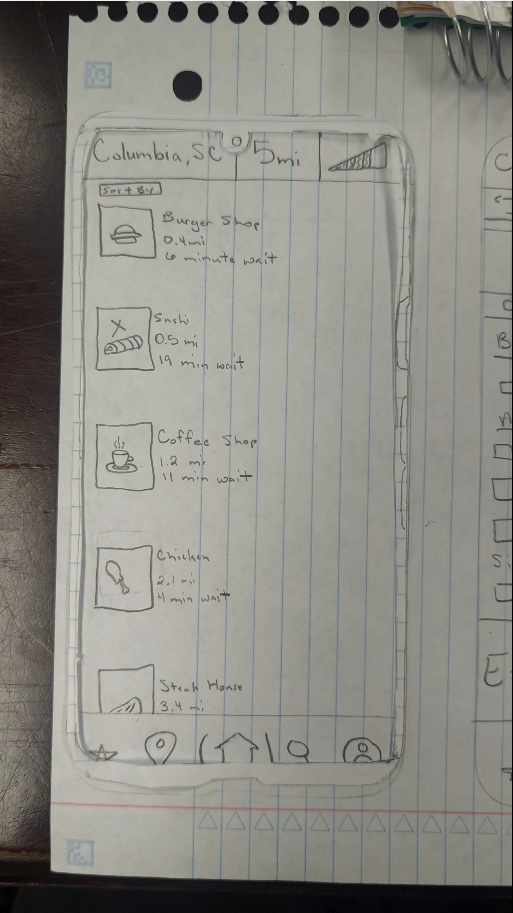 Columbia, SC 5mi
Sort By
Burger Shop
0.4mi
6 minute wait
Sushi
0.5 mi
19 min wait
Coffee Shop
1.2 mi
11 min wait
Chicken
2.1 mi
4 min wait
Steak House
3.4 mi
C
B
S
E